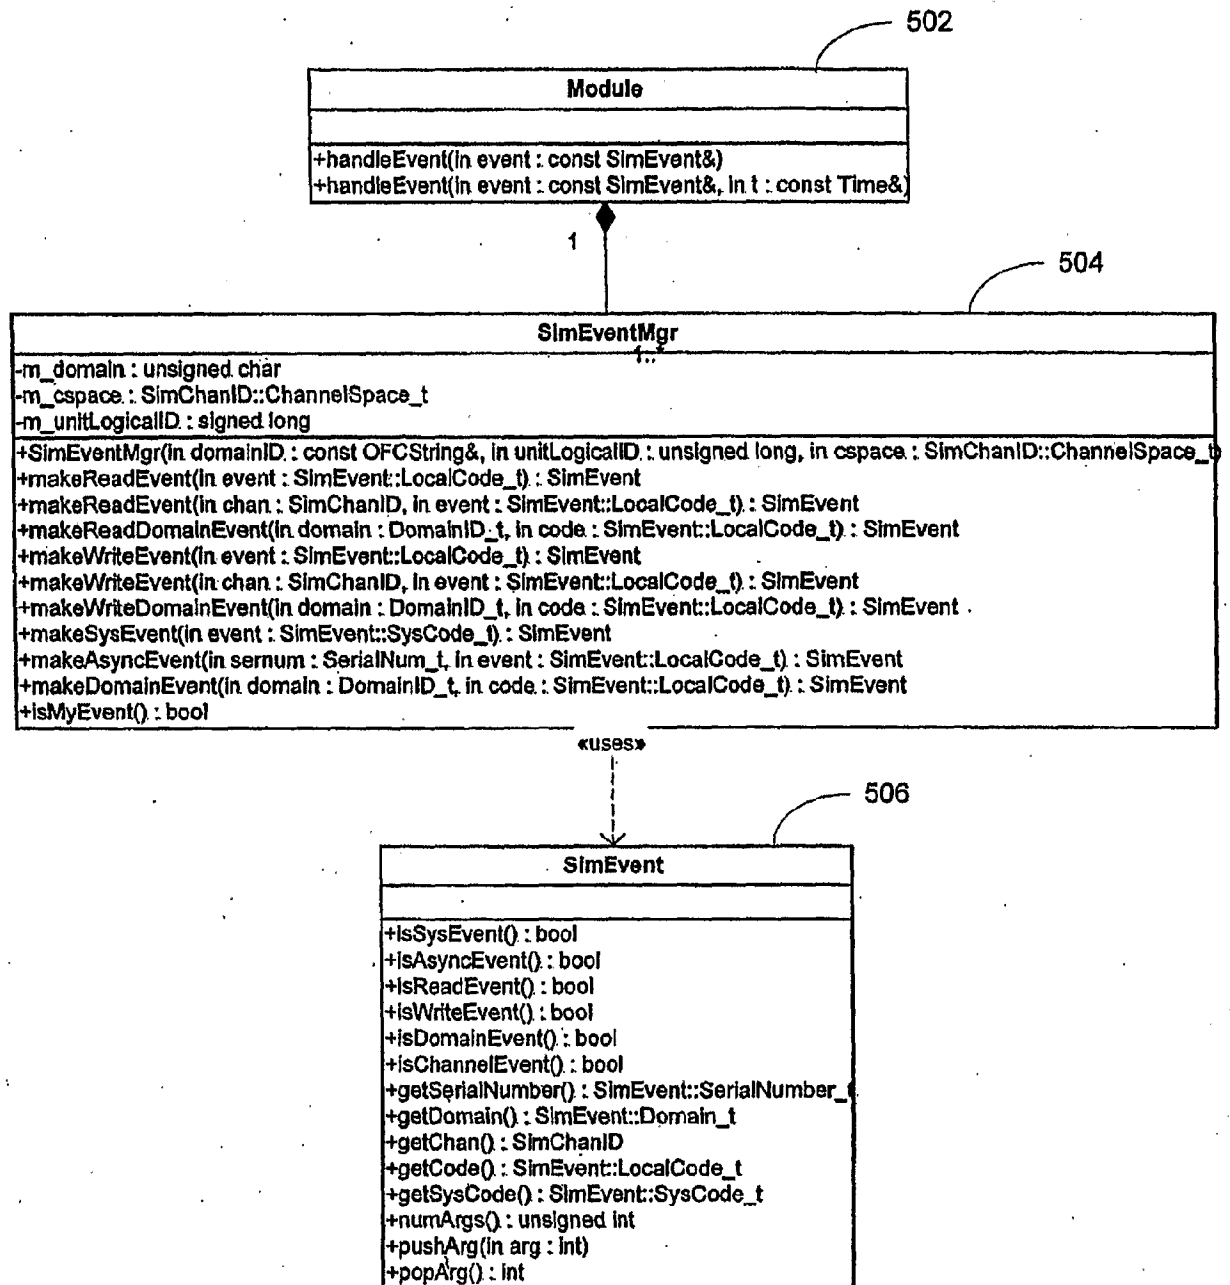 502
Module
+handleEvent(in event : const SimEvent&)
+handleEvent(in event : const SimEvent&, in t : const Time&)
1
504
SimEventMgr
1..*
-m_domain : unsigned char
-m_cspace : SimChanID::ChannelSpace_t
-m_unitLogicalID : signed long
+SimEventMgr(in domainID : const OFCString&, in unitLogicalID : unsigned long, in cspace : SimChanID::ChannelSpace_t)
+makeReadEvent(in event : SimEvent::LocalCode_t) : SimEvent
+makeReadEvent(in chan : SimChanID, in event : SimEvent::LocalCode_t) : SimEvent
+makeReadDomainEvent(in domain : DomainID_t, in code : SimEvent::LocalCode_t) : SimEvent
+makeWriteEvent(in event : SimEvent::LocalCode_t) : SimEvent
+makeWriteEvent(in chan : SimChanID, in event : SimEvent::LocalCode_t) : SimEvent
+makeWriteDomainEvent(in domain : DomainID_t, in code : SimEvent::LocalCode_t) : SimEvent
+makeSysEvent(in event : SimEvent::SysCode_t) : SimEvent
+makeAsyncEvent(in sernum : SerialNum_t, in event : SimEvent::LocalCode_t) : SimEvent
+makeDomainEvent(in domain : DomainID_t, in code : SimEvent::LocalCode_t) : SimEvent
+isMyEvent() : bool
«uses»
506
SimEvent
+isSysEvent() : bool
+isAsyncEvent() : bool
+isReadEvent() : bool
+isWriteEvent() : bool
+isDomainEvent() : bool
+isChannelEvent() : bool
+getSerialNumber() : SimEvent::SerialNumber_t
+getDomain() : SimEvent::Domain_t
+getChan() : SimChanID
+getCode() : SimEvent::LocalCode_t
+getSysCode() : SimEvent::SysCode_t
+numArgs() : unsigned int
+pushArg(in arg : int)
+popArg() : int